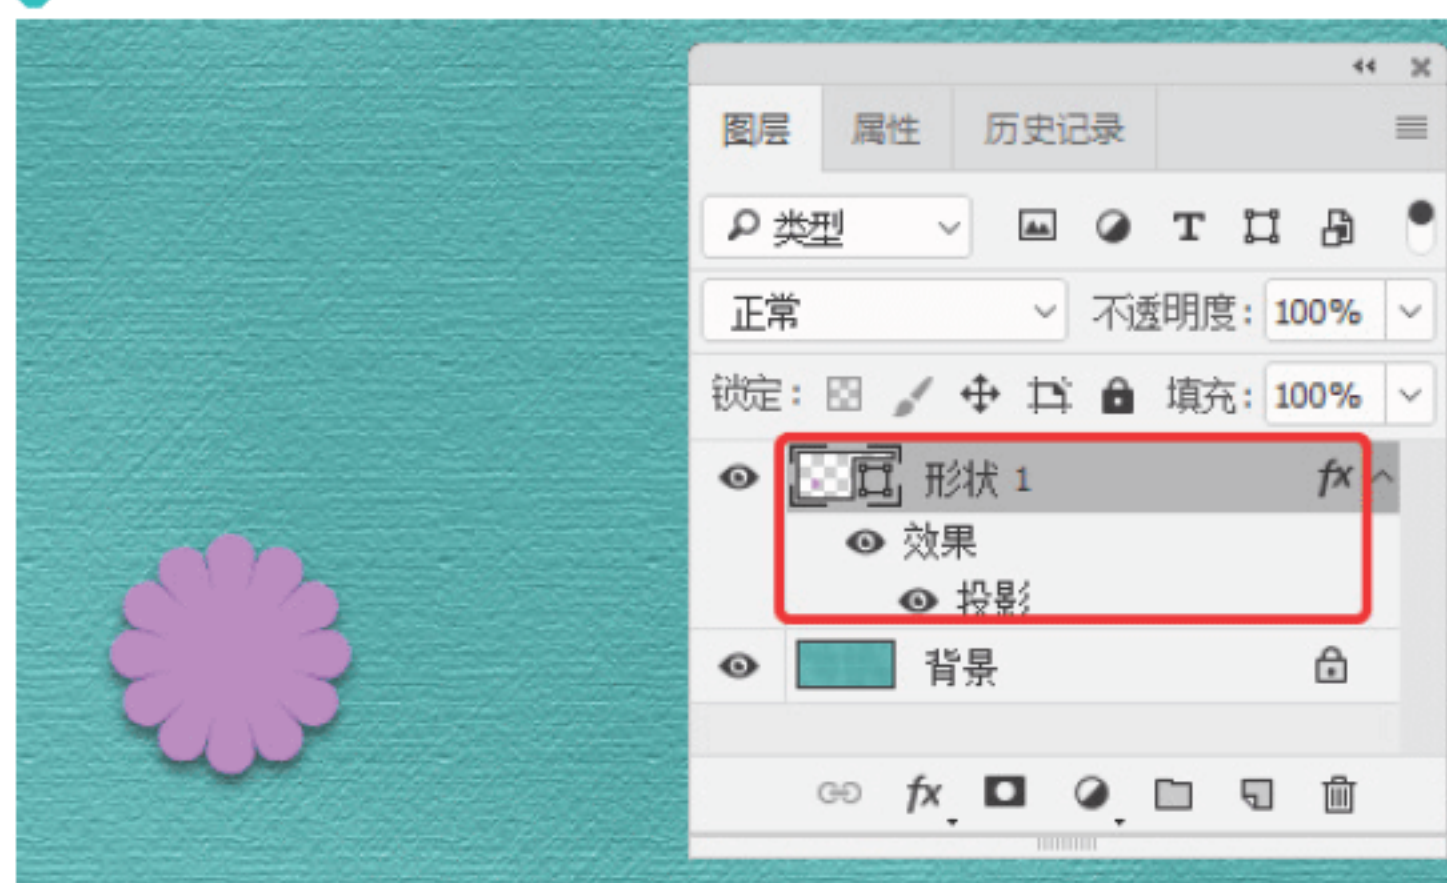 图层 属性 历史记录
类型 T
正常 不透明度: 100%
锁定: 填充: 100%
形状 1 fx
效果
投影
背景
fx